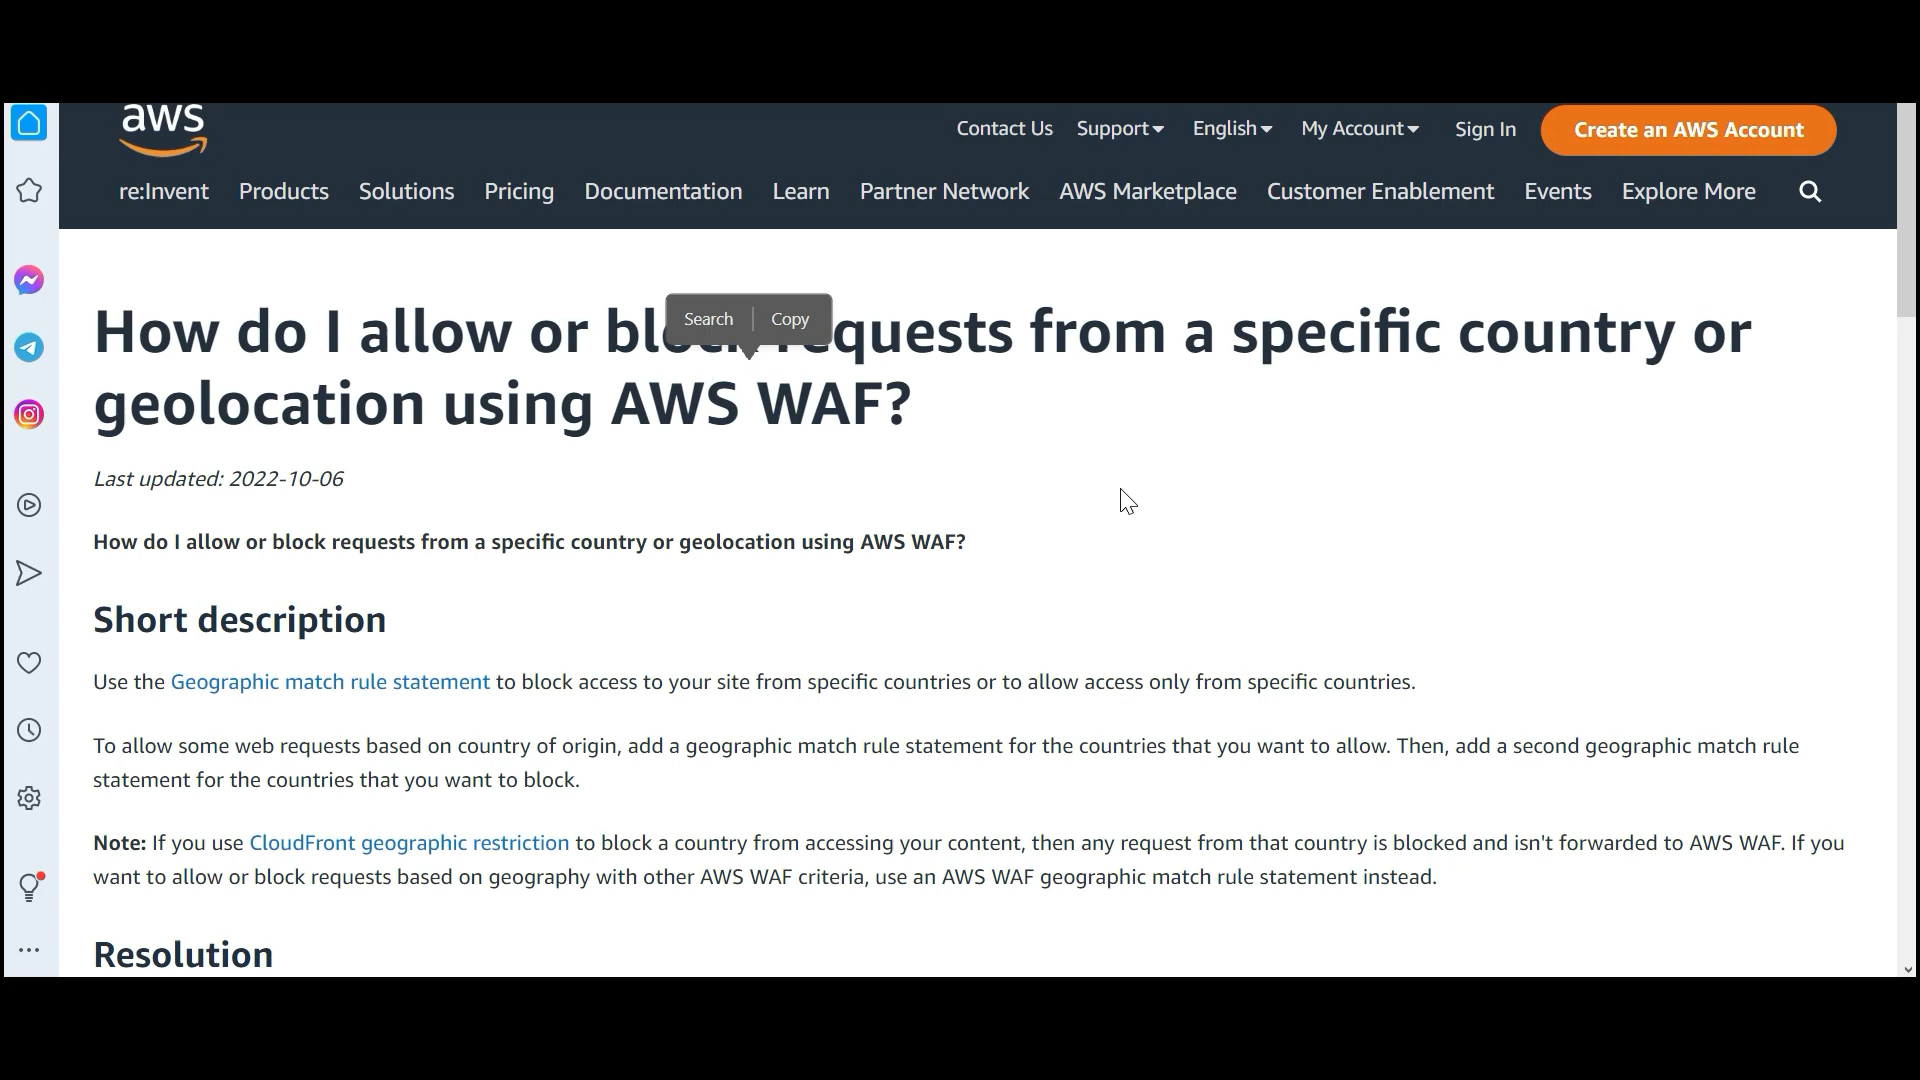 aws
Contact Us Support English My Account Sign In Create an AWS Account
re:Invent Products Solutions Pricing Documentation Learn Partner Network AWS Marketplace Customer Enablement Events Explore More
Search Copy
How do I allow or block requests from a specific country or
geolocation using AWS WAF?
Last updated: 2022-10-06
How do I allow or block requests from a specific country or geolocation using AWS WAF?
Short description
Use the Geographic match rule statement to block access to your site from specific countries or to allow access only from specific countries.
To allow some web requests based on country of origin, add a geographic match rule statement for the countries that you want to allow. Then, add a second geographic match rule
statement for the countries that you want to block.
Note: If you use CloudFront geographic restriction to block a country from accessing your content, then any request from that country is blocked and isn't forwarded to AWS WAF. If you
want to allow or block requests based on geography with other AWS WAF criteria, use an AWS WAF geographic match rule statement instead.
Resolution